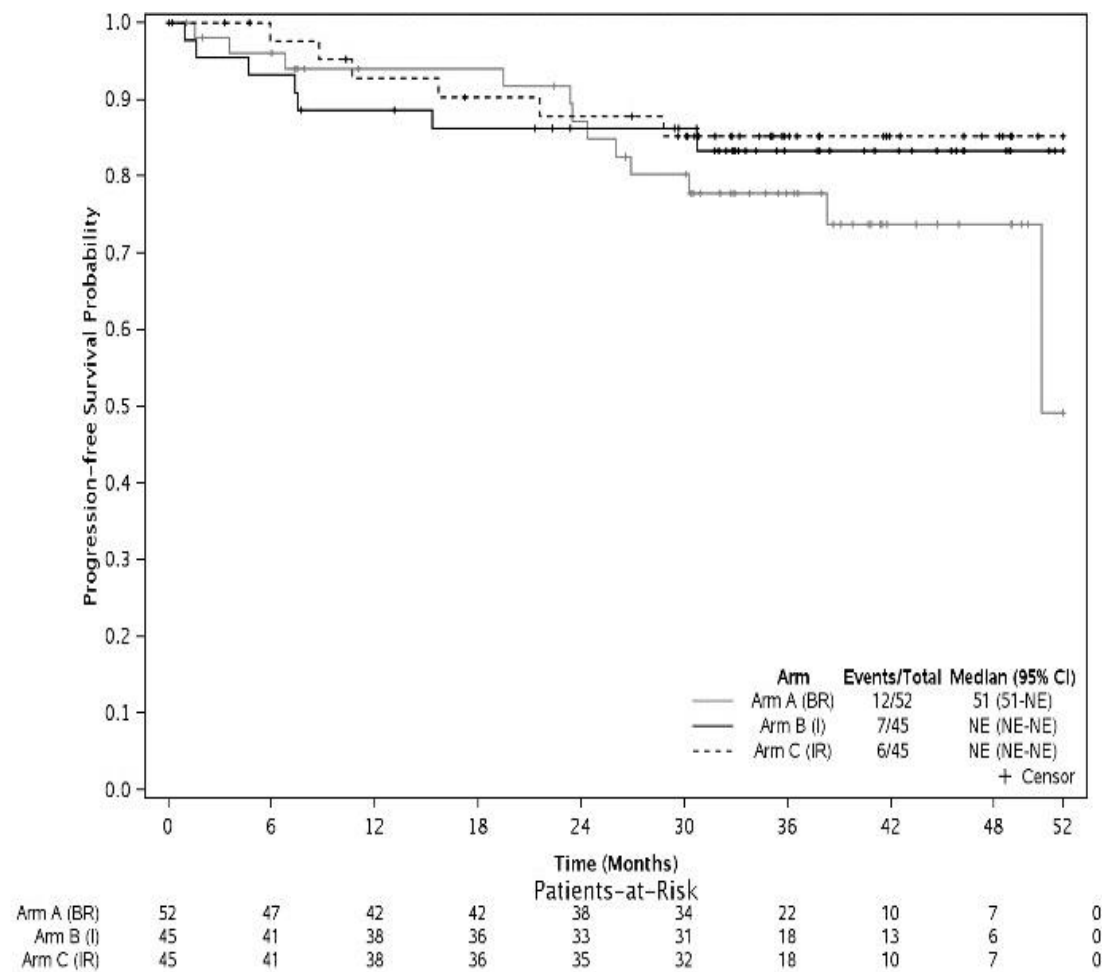 Progression-free Survival Probability
1.0
0.9
0.8
0.7
0.6
0.5
0.4
0.3
0.2
0.1
0.0
Arm Events/Total Median (95% CI)
Arm A (BR) 12/52 51 (51-NE)
Arm B (I) 7/45 NE (NE-NE)
Arm C (IR) 6/45 NE (NE-NE)
+ Censor
0 6 12 18 24 30 36 42 48 52
Time (Months)
Patients-at-Risk
Arm A (BR) 52 47 42 42 38 34 22 10 7 0
Arm B (I) 45 41 38 36 33 31 18 13 6 0
Arm C (IR) 45 41 38 36 35 32 18 10 7 0